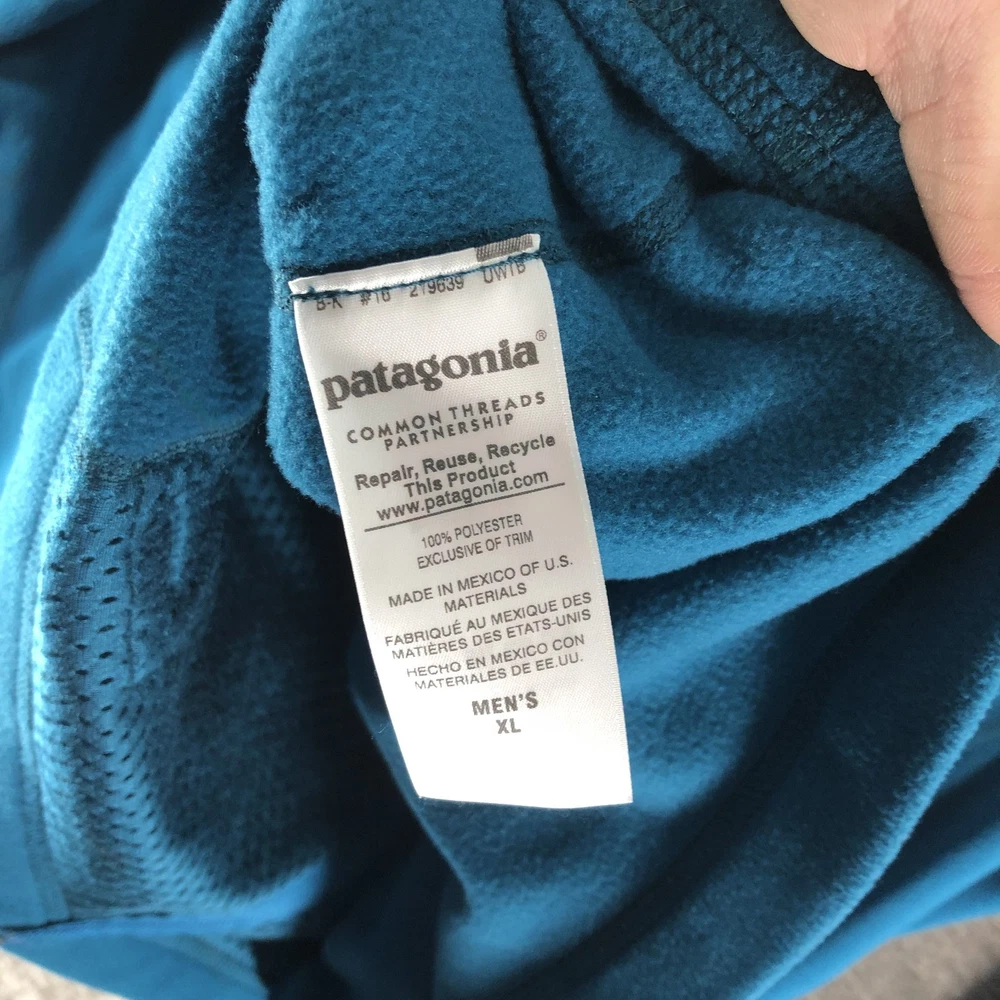 B-K #16 219639 UW1B
patagonia®
COMMON THREADS
PARTNERSHIP
Repair, Reuse, Recycle
This Product
www.patagonia.com
100% POLYESTER
EXCLUSIVE OF TRIM
MADE IN MEXICO OF U.S.
MATERIALS
FABRIQUÉ AU MEXIQUE DES
MATIÈRES DES ETATS-UNIS
HECHO EN MEXICO CON
MATERIALES DE EE.UU.
MEN'S
XL